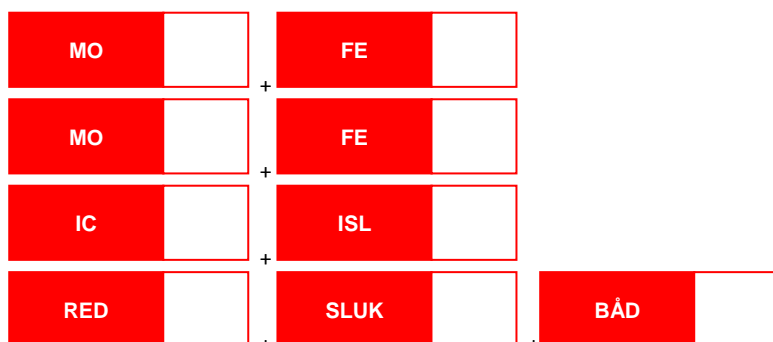 MO + FE
MO + FE
IC + ISL
RED + SLUK + BÅD